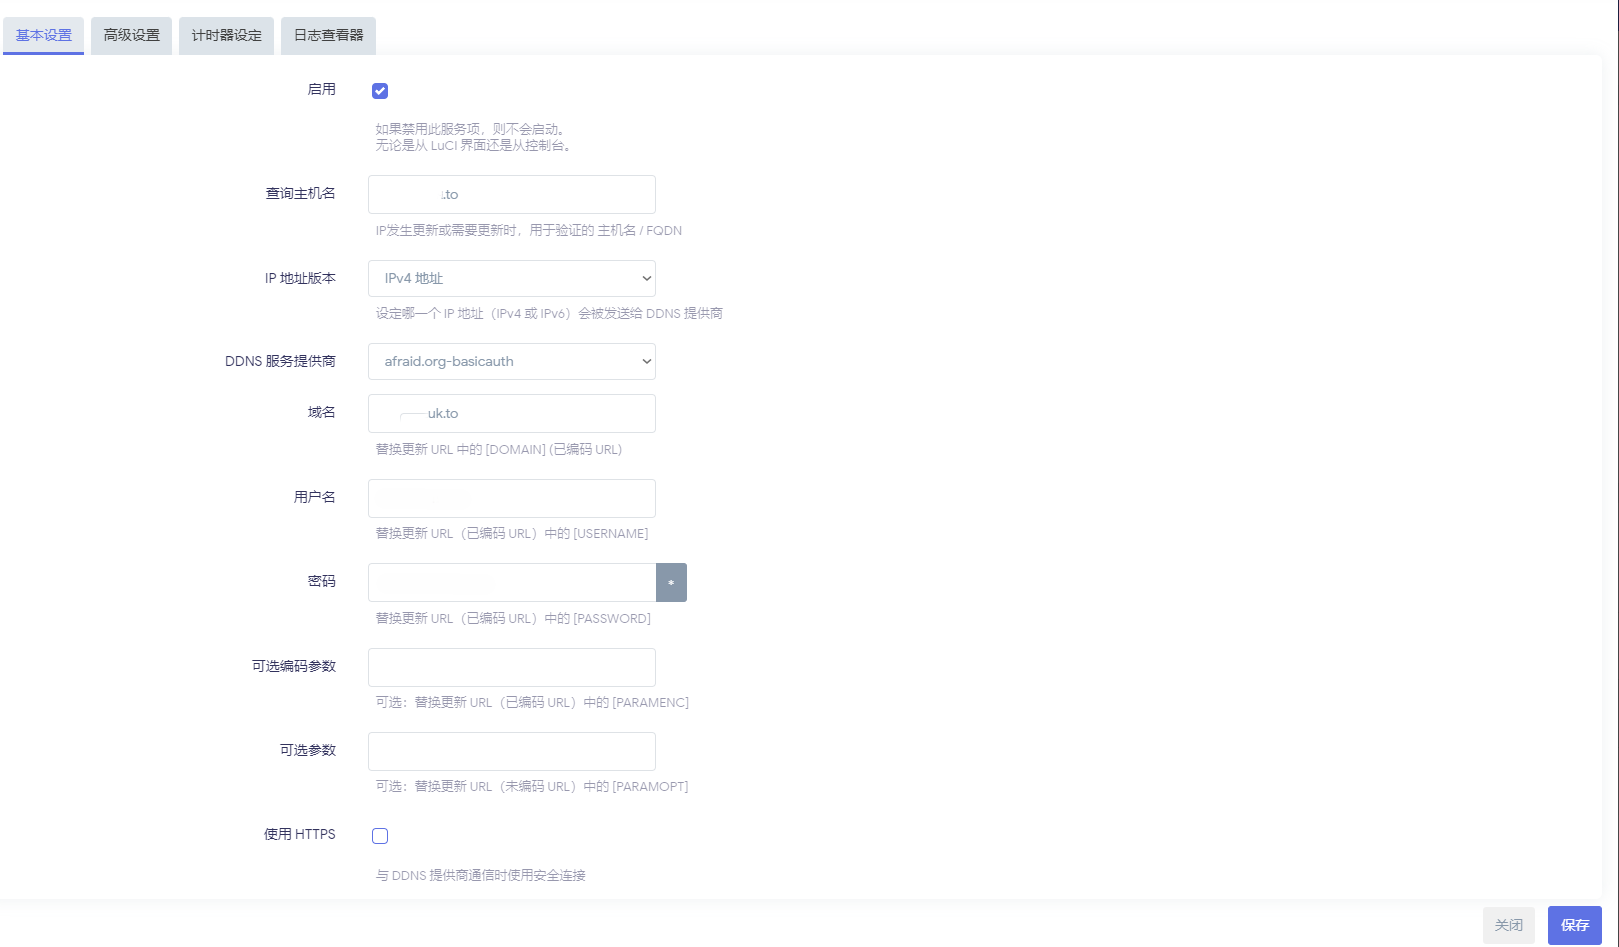 基本设置
高级设置
计时器设定
日志查看器
启用
如果禁用此服务项，则不会启动。
无论是从 LuCI 界面还是从控制台。
查询主机名
.to
IP发生更新或需要更新时，用于验证的 主机名 / FQDN
IP 地址版本
IPv4 地址
设定哪一个 IP 地址（IPv4 或 IPv6）会被发送给 DDNS 提供商
DDNS 服务提供商
afraid.org-basicauth
域名
uk.to
替换更新 URL 中的 [DOMAIN] (已编码 URL)
用户名
替换更新 URL（已编码 URL）中的 [USERNAME]
密码
*
替换更新 URL（已编码 URL）中的 [PASSWORD]
可选编码参数
可选：替换更新 URL（已编码 URL）中的 [PARAMENC]
可选参数
可选：替换更新 URL（未编码 URL）中的 [PARAMOPT]
使用 HTTPS
与 DDNS 提供商通信时使用安全连接
关闭
保存